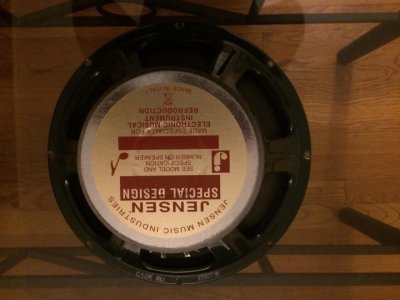 JENSEN MUSIC INDUSTRIES
JENSEN
SPECIAL DESIGN
SEE MODEL AND
SPECIFICATION
NUMBER ON SPEAKER
MADE ESPECIALLY FOR
ELECTRONIC MUSICAL
INSTRUMENT
REPRODUCTION
MADE IN ITALY